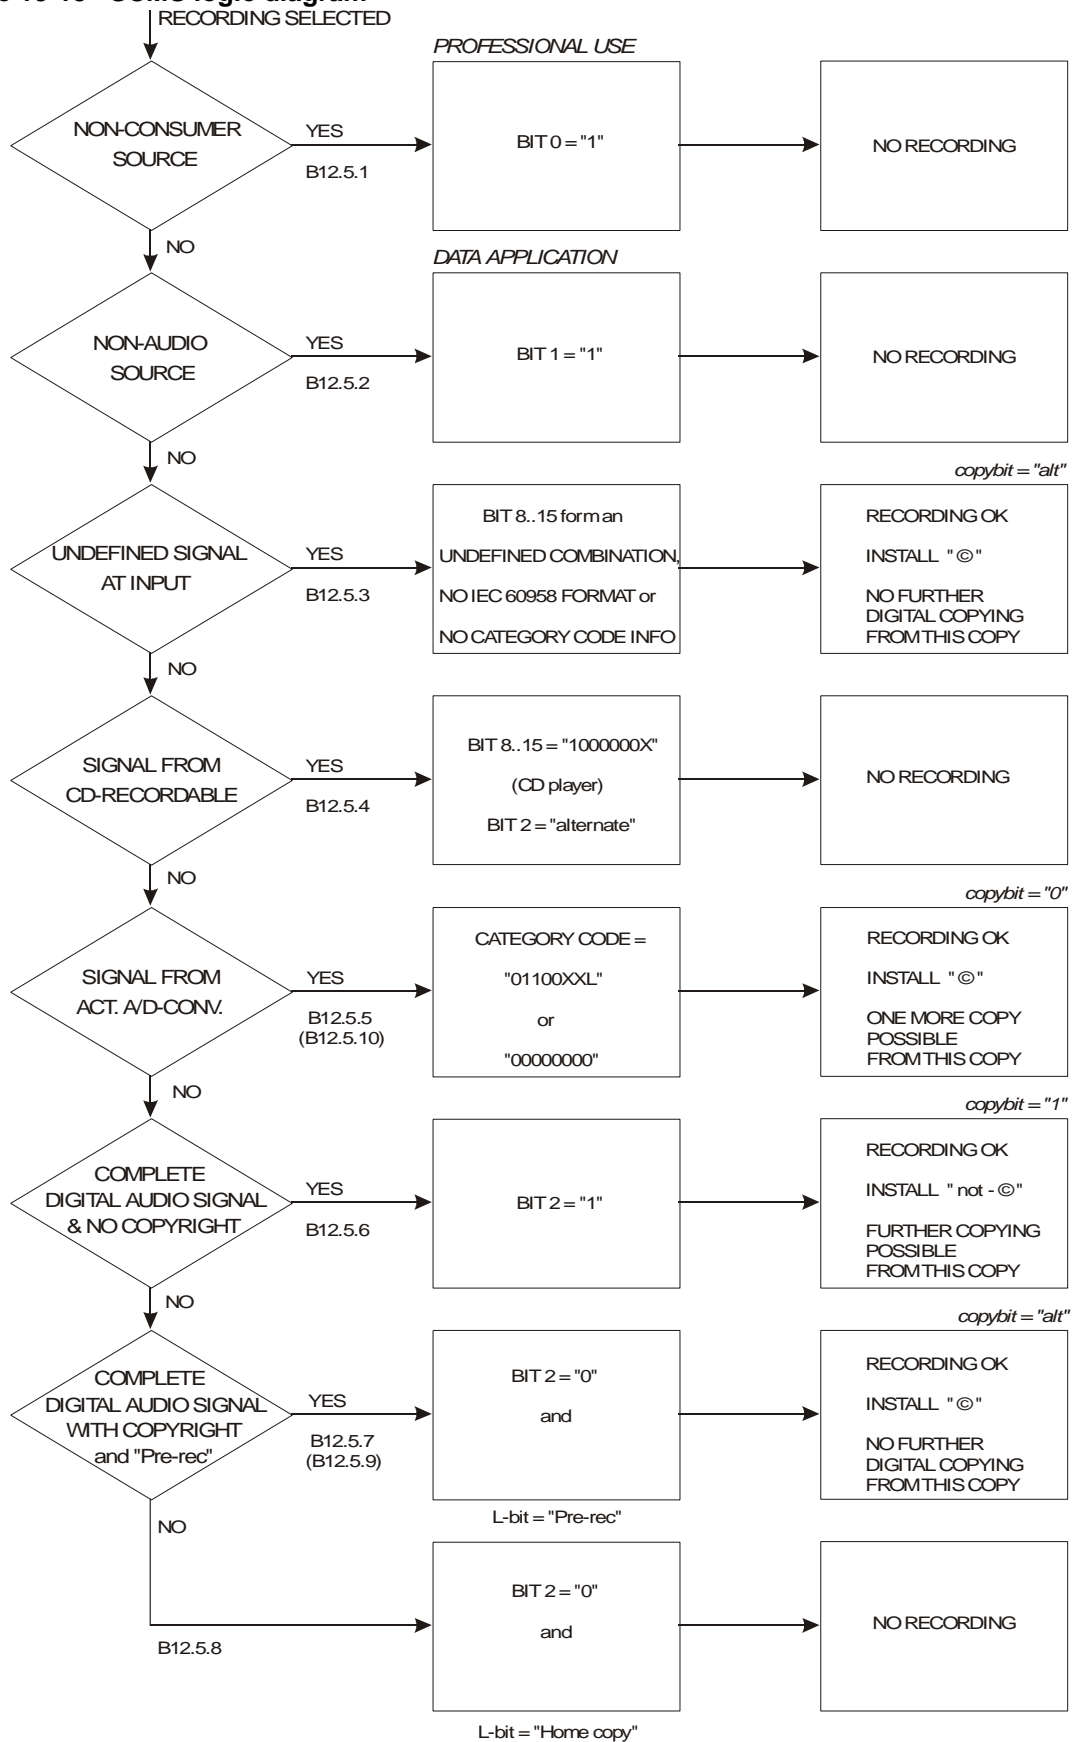 RECORDING SELECTED
PROFESSIONAL USE
NON-CONSUMER
SOURCE
YES
B12.5.1
BIT 0 = "1"
NO RECORDING
NO
DATA APPLICATION
NON-AUDIO
SOURCE
YES
B12.5.2
BIT 1 = "1"
NO RECORDING
NO
copybit = "alt"
UNDEFINED SIGNAL
AT INPUT
YES
B12.5.3
BIT 8..15 form an
UNDEFINED COMBINATION,
NO IEC 60958 FORMAT or
NO CATEGORY CODE INFO
RECORDING OK
INSTALL "©"
NO FURTHER
DIGITAL COPYING
FROM THIS COPY
NO
SIGNAL FROM
CD-RECORDABLE
YES
B12.5.4
BIT 8..15 = "1000000X"
(CD player)
BIT 2 = "alternate"
NO RECORDING
NO
copybit = "0"
SIGNAL FROM
ACT. A/D-CONV.
YES
B12.5.5
(B12.5.10)
CATEGORY CODE =
"01100XXL"
or
"00000000"
RECORDING OK
INSTALL "©"
ONE MORE COPY
POSSIBLE
FROM THIS COPY
NO
copybit = "1"
COMPLETE
DIGITAL AUDIO SIGNAL
& NO COPYRIGHT
YES
B12.5.6
BIT 2 = "1"
RECORDING OK
INSTALL "not - ©"
FURTHER COPYING
POSSIBLE
FROM THIS COPY
NO
copybit = "alt"
COMPLETE
DIGITAL AUDIO SIGNAL
WITH COPYRIGHT
and "Pre-rec"
YES
B12.5.7
(B12.5.9)
BIT 2 = "0"
and
L-bit = "Pre-rec"
RECORDING OK
INSTALL "©"
NO FURTHER
DIGITAL COPYING
FROM THIS COPY
NO
B12.5.8
BIT 2 = "0"
and
L-bit = "Home copy"
NO RECORDING